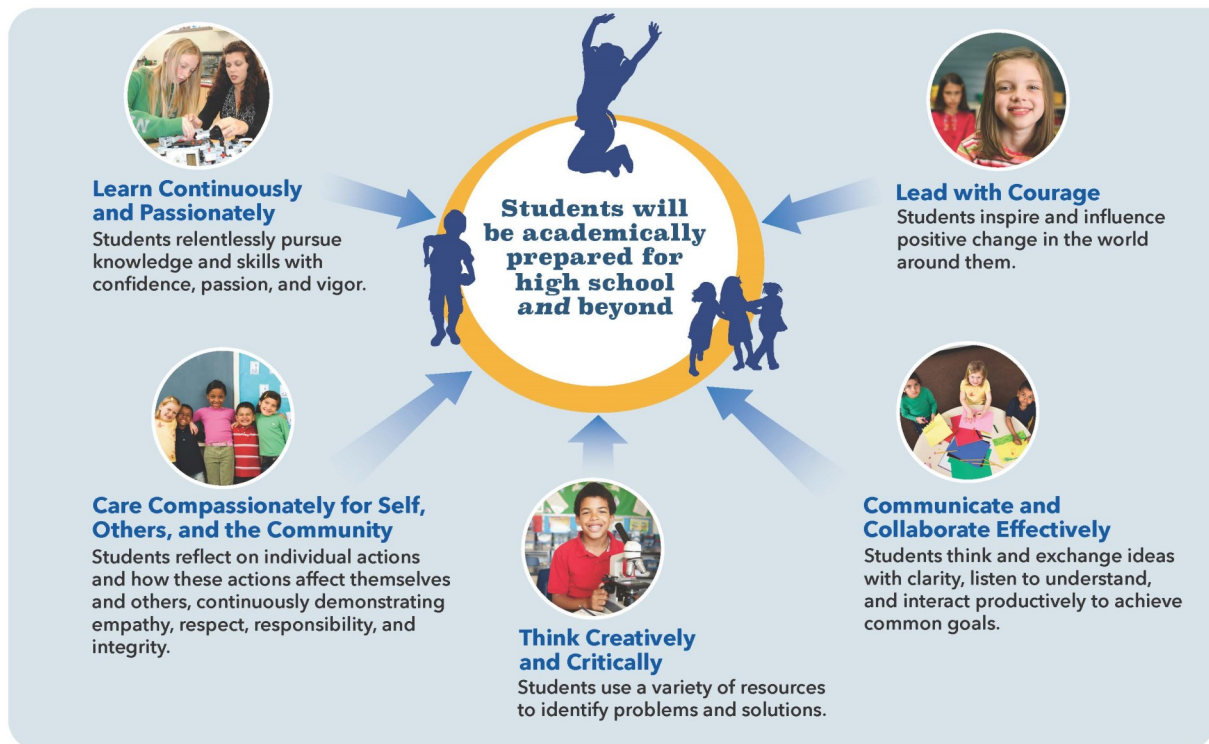 Students will
be academically
prepared for
high school
and beyond
Learn Continuously
and Passionately
Students relentlessly pursue
knowledge and skills with
confidence, passion, and vigor.
Lead with Courage
Students inspire and influence
positive change in the world
around them.
Care Compassionately for Self,
Others, and the Community
Students reflect on individual actions
and how these actions affect themselves
and others, continuously demonstrating
empathy, respect, responsibility, and
integrity.
Think Creatively
and Critically
Students use a variety of resources
to identify problems and solutions.
Communicate and
Collaborate Effectively
Students think and exchange ideas
with clarity, listen to understand,
and interact productively to achieve
common goals.